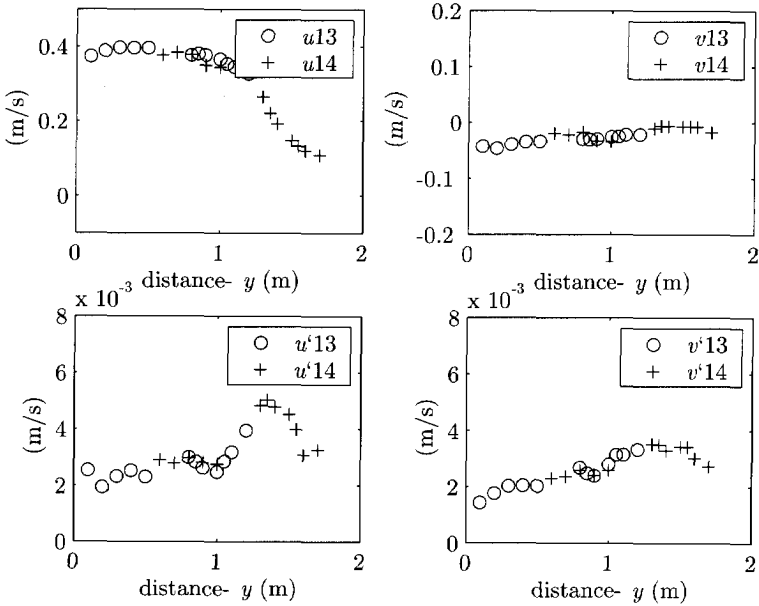 0.4
0.2
0
(m/s)
u13
u14
0
1
2
distance- y (m)
0.2
0.1
0
-0.1
-0.2
(m/s)
v13
v14
0
1
2
distance- y (m)
x 10⁻³
8
6
4
2
0
(m/s)
u‘13
u‘14
0
1
2
distance- y (m)
x 10⁻³
8
6
4
2
0
(m/s)
v‘13
v‘14
0
1
2
distance- y (m)